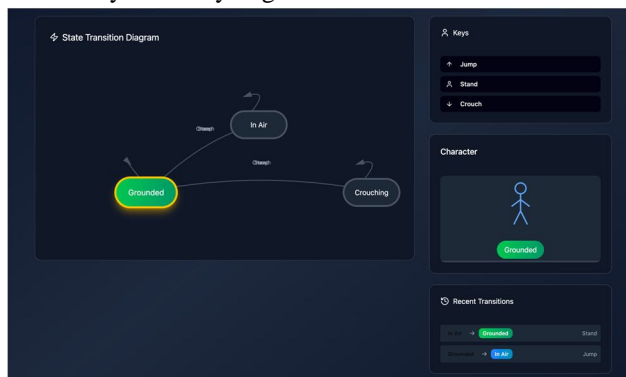 State Transition Diagram
In Air
Grounded
Crouching
Keys
Jump
Stand
Crouch
Character
Grounded
Recent Transitions
In Air → Grounded Stand
Grounded → In Air Jump